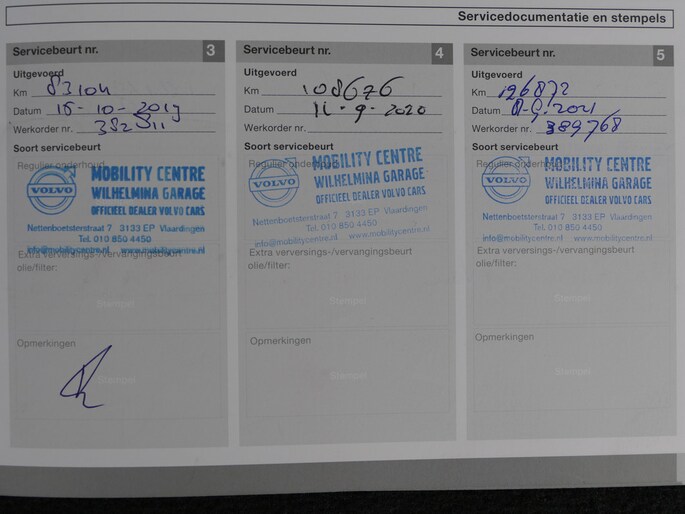 Servicedocumentatie en stempels
Servicebeurt nr. 3
Uitgevoerd
Km 83104
Datum 15-10-2019
Werkorder nr.
Soort servicebeurt
Regulier onderhoud
VOLVO
MOBILITY CENTRE
WILHELMINA GARAGE
OFFICIEEL DEALER VOLVO CARS
Nettenboetsterstraat 7 3133 EP Vlaardingen
Tel. 010 850 4450
info@mobilitycentre.nl www.mobilitycentre.nl
Extra verversings-/vervangingsbeurt
olie/filter:
Stempel
Opmerkingen
Stempel
Servicebeurt nr. 4
Uitgevoerd
Km 108676
Datum 11-9-2020
Werkorder nr.
Soort servicebeurt
Regulier onderhoud
VOLVO
MOBILITY CENTRE
WILHELMINA GARAGE
OFFICIEEL DEALER VOLVO CARS
Nettenboetsterstraat 7 3133 EP Vlaardingen
Tel. 010 850 4450
info@mobilitycentre.nl www.mobilitycentre.nl
Extra verversings-/vervangingsbeurt
olie/filter:
Stempel
Opmerkingen
Stempel
Servicebeurt nr. 5
Uitgevoerd
Km 126872
Datum
Werkorder nr. 389768
Soort servicebeurt
Regulier onderhoud
VOLVO
MOBILITY CENTRE
WILHELMINA GARAGE
OFFICIEEL DEALER VOLVO CARS
Nettenboetsterstraat 7 3133 EP Vlaardingen
Tel. 010 850 4450
info@mobilitycentre.nl www.mobilitycentre.nl
Extra verversings-/vervangingsbeurt
olie/filter:
Stempel
Opmerkingen
Stempel